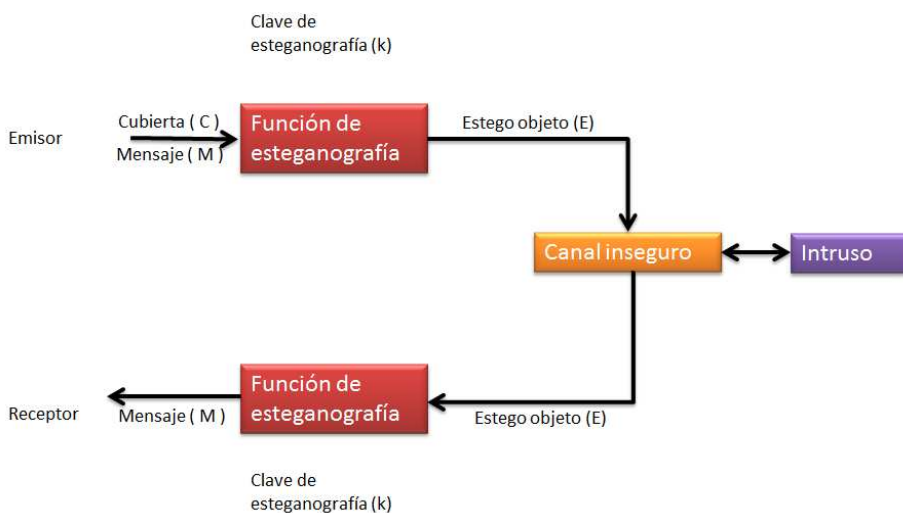 Clave de
esteganografía (k)
Emisor
Cubierta ( C )
Mensaje ( M )
Función de
esteganografía
Estego objeto (E)
Canal inseguro
Intruso
Receptor
Mensaje ( M )
Función de
esteganografía
Estego objeto (E)
Clave de
esteganografía (k)